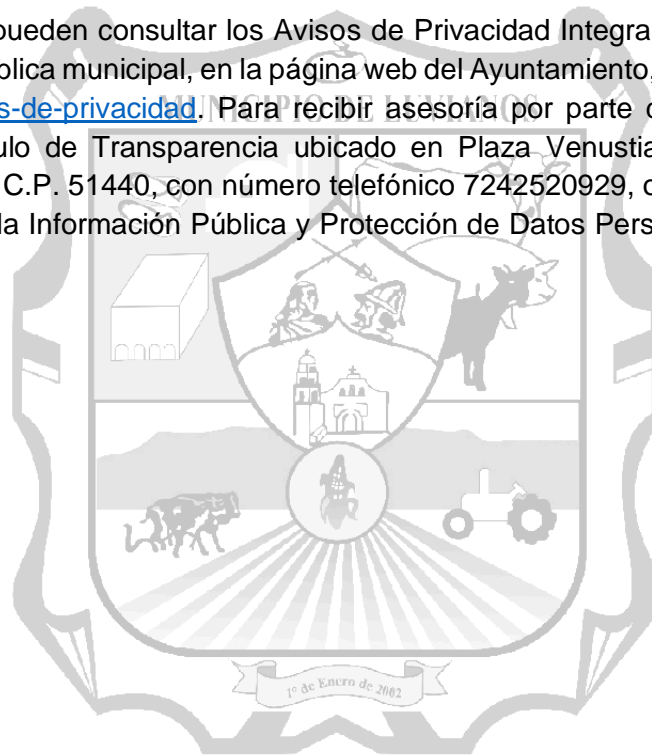 pueden consultar los Avisos de Privacidad Integra
blica municipal, en la página web del Ayuntamiento,
s-de-privacidad. Para recibir asesoría por parte
MUNICIPIO DE LUVIANOS
ulo de Transparencia ubicado en Plaza Venustia
C.P. 51440, con número telefónico 7242520929,
la Información Pública y Protección de Datos Pers
1º de Enero de 2002